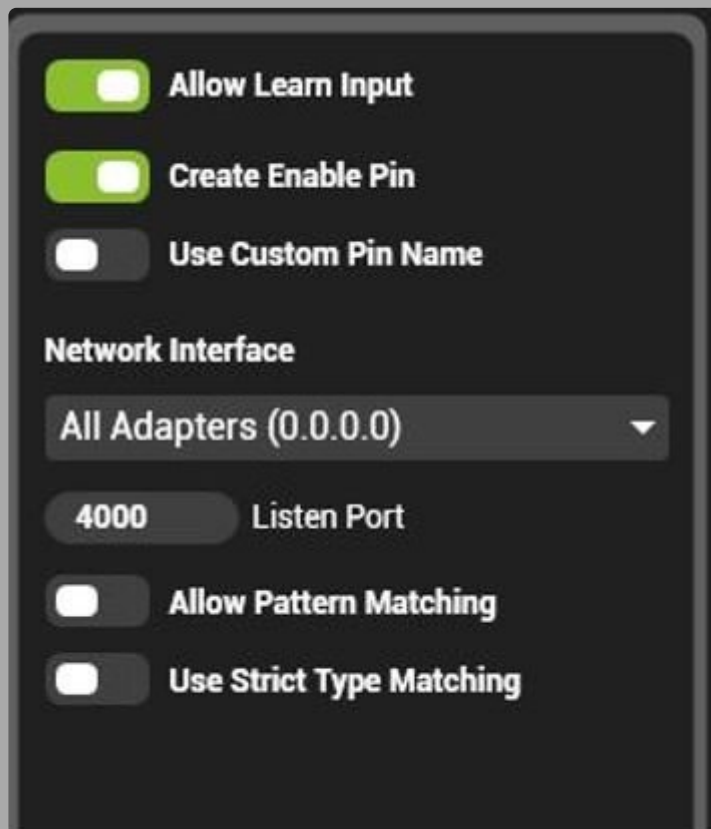 Allow Learn Input
Create Enable Pin
Use Custom Pin Name
Network Interface
All Adapters (0.0.0.0)
4000 Listen Port
Allow Pattern Matching
Use Strict Type Matching